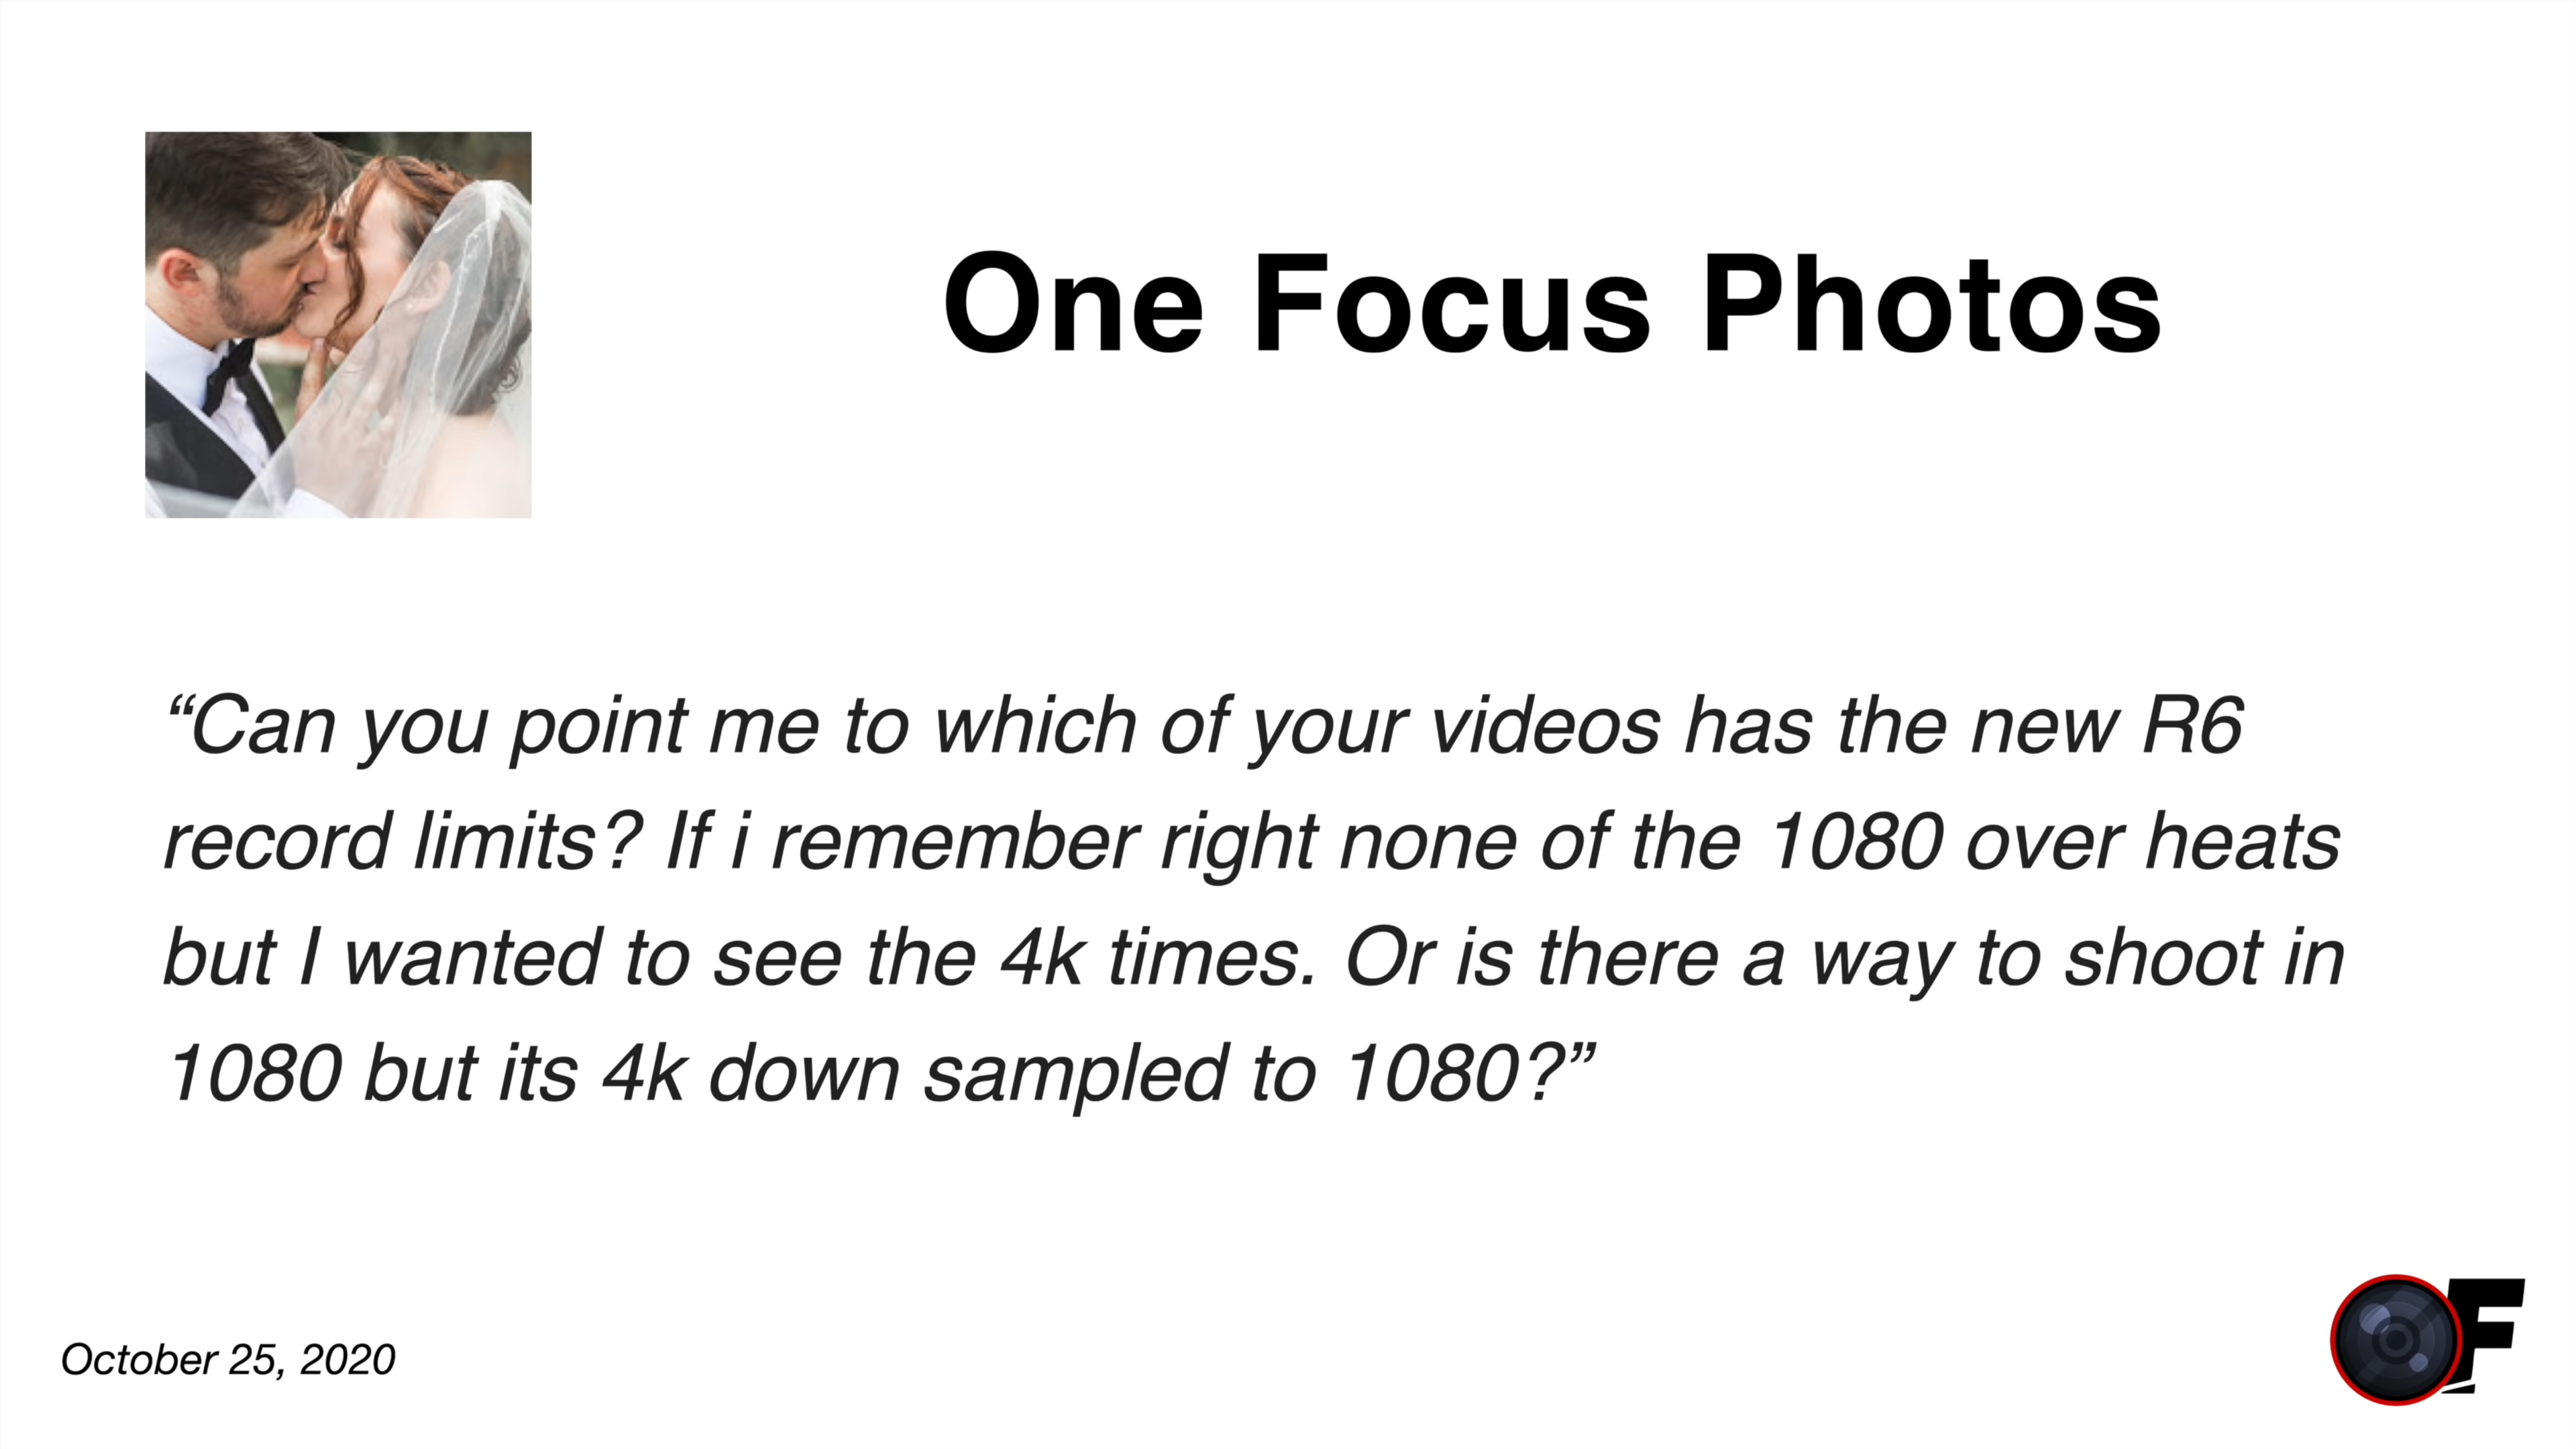 One Focus Photos
“Can you point me to which of your videos has the new R6
record limits? If i remember right none of the 1080 over heats
but I wanted to see the 4k times. Or is there a way to shoot in
1080 but its 4k down sampled to 1080?”
October 25, 2020
F